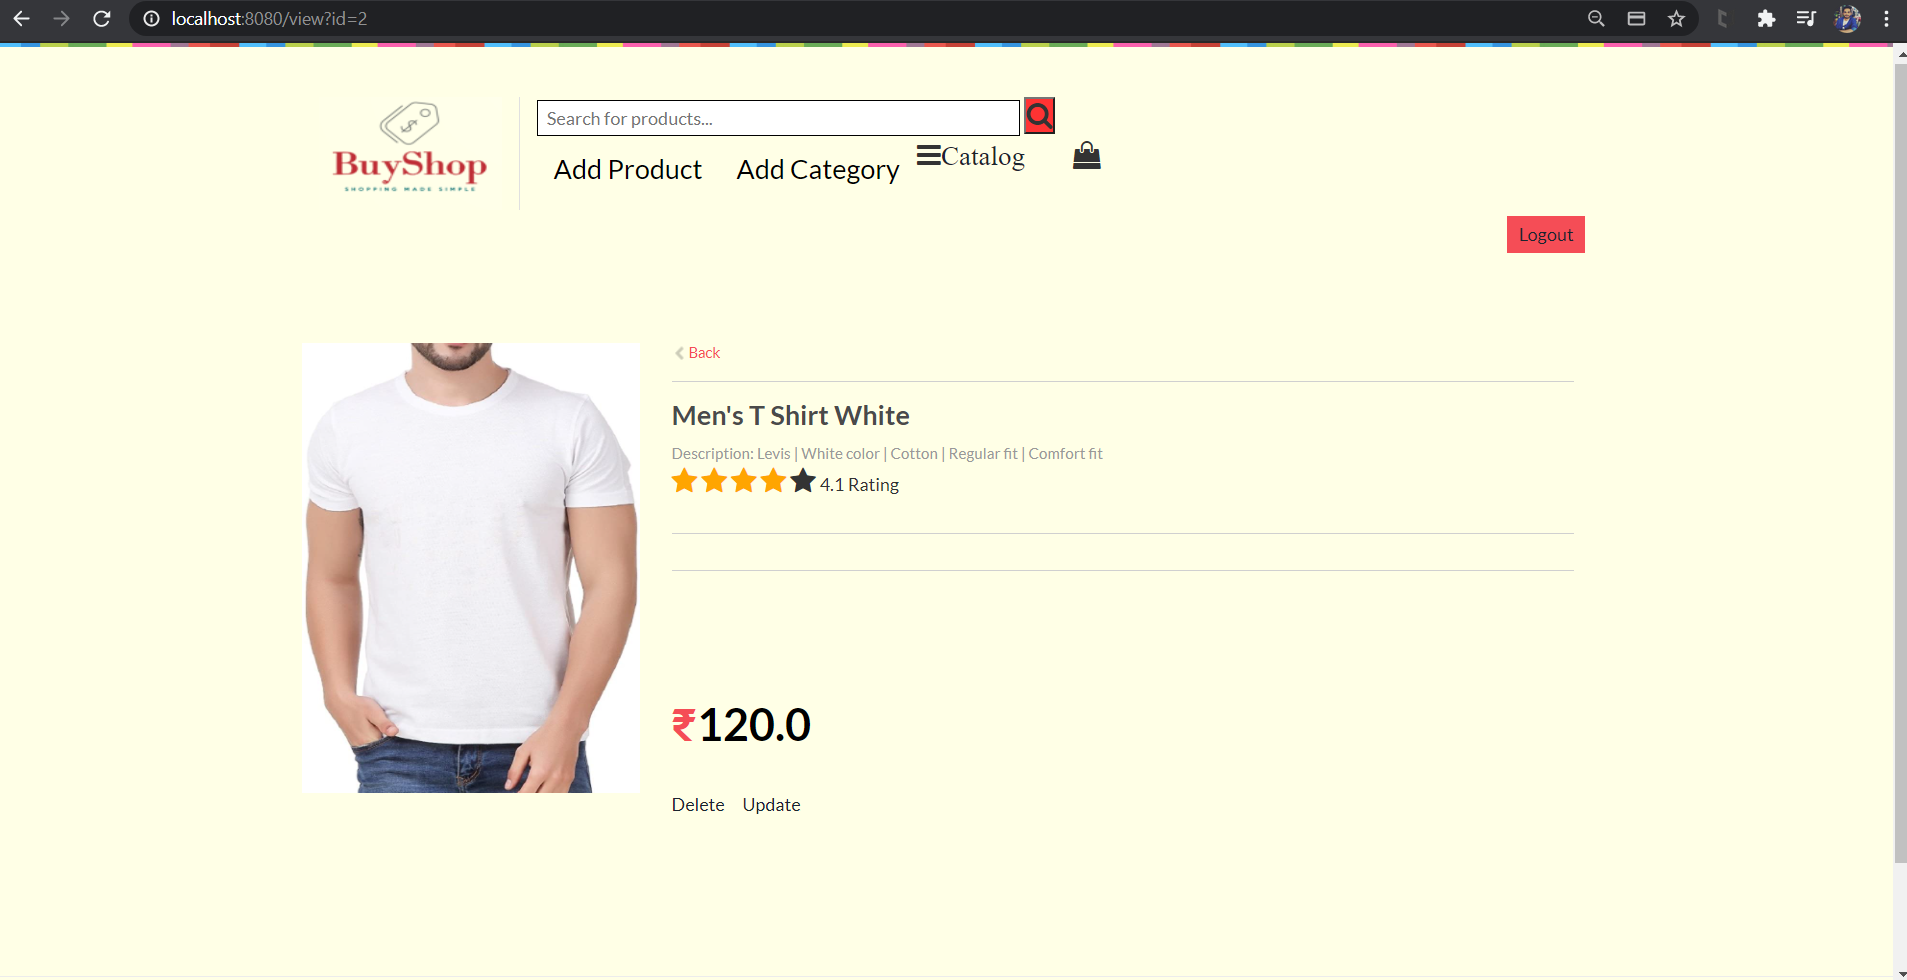 localhost:8080/view?id=2
BuyShop
SHOPPING MADE SIMPLE
Search for products...
Add Product
Add Category
Catalog
Logout
Back
Men's T Shirt White
Description: Levis | White color | Cotton | Regular fit | Comfort fit
4.1 Rating
₹120.0
Delete Update